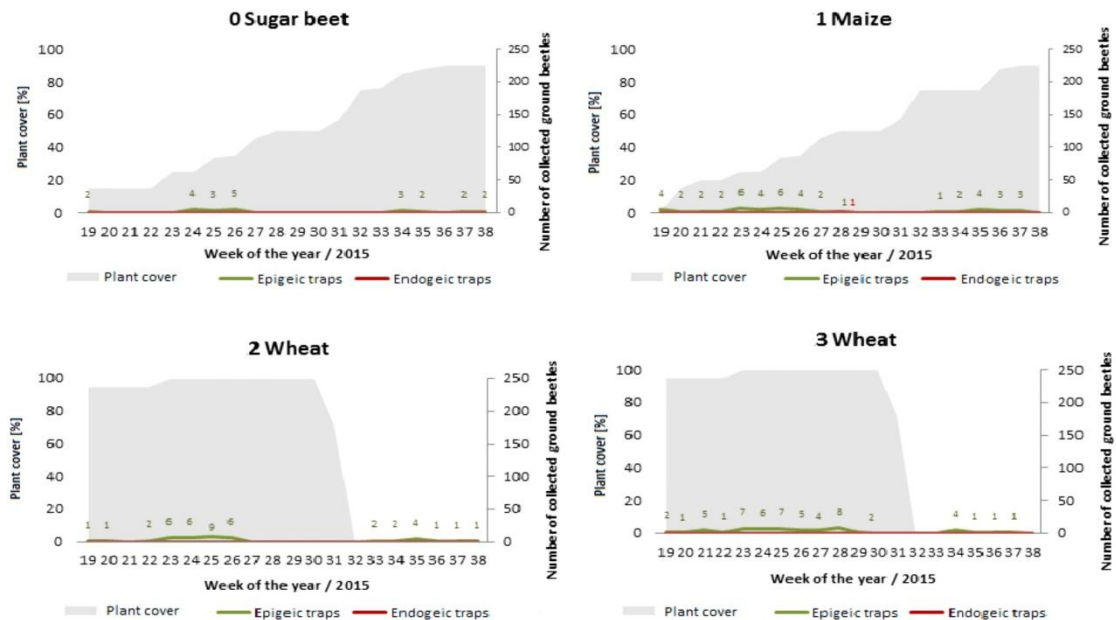 0 Sugar beet
Plant cover [%]
100
80
60
40
20
0
250
200
150
100
50
0
Number of collected ground beetles
2 4 3 5 3 2 2 2
19 20 21 22 23 24 25 26 27 28 29 30 31 32 33 34 35 36 37 38
Week of the year / 2015
Plant cover Epigeic traps Endogeic traps
1 Maize
Plant cover [%]
100
80
60
40
20
0
250
200
150
100
50
0
Number of collected ground beetles
4 2 2 2 6 4 6 4 2 1 1 1 2 4 3 3
19 20 21 22 23 24 25 26 27 28 29 30 31 32 33 34 35 36 37 38
Week of the year / 2015
Plant cover Epigeic traps Endogeic traps
2 Wheat
Plant cover [%]
100
80
60
40
20
0
250
200
150
100
50
0
Number of collected ground beetles
1 1 2 6 6 9 6 2 2 4 1 1 1
19 20 21 22 23 24 25 26 27 28 29 30 31 32 33 34 35 36 37 38
Week of the year / 2015
Plant cover Epigeic traps Endogeic traps
3 Wheat
Plant cover [%]
100
80
60
40
20
0
250
200
150
100
50
0
Number of collected ground beetles
2 1 5 1 7 6 7 5 4 8 2 4 1 1 1
19 20 21 22 23 24 25 26 27 28 29 30 31 32 33 34 35 36 37 38
Week of the year / 2015
Plant cover Epigeic traps Endogeic traps